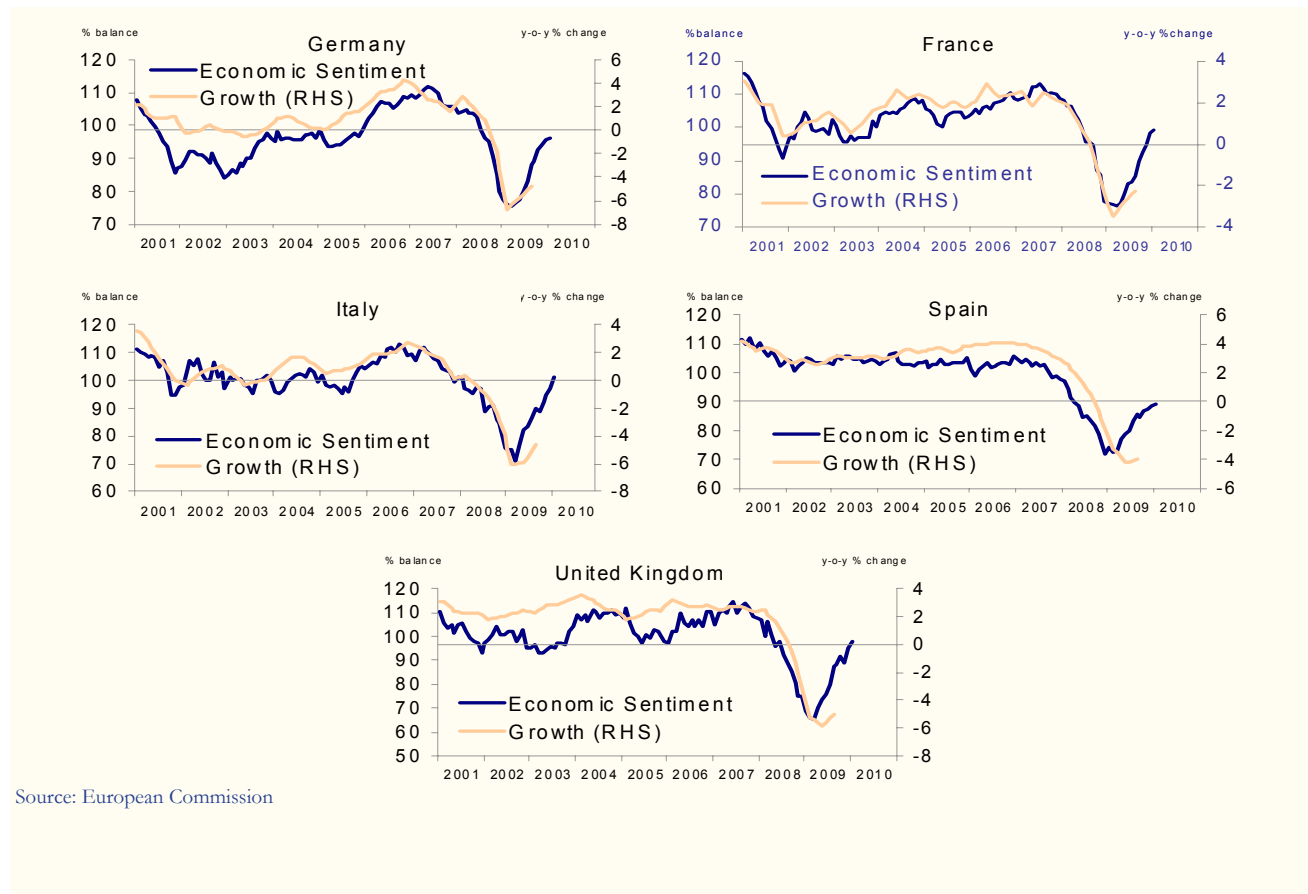 % balance
Germany
y-o-y % change
120
110
100
90
80
70
Economic Sentiment
Growth (RHS)
6
4
2
0
-2
-4
-6
-8
2001 2002 2003 2004 2005 2006 2007 2008 2009 2010
%balance
France
y-o-y %change
120
110
100
90
80
70
Economic Sentiment
Growth (RHS)
4
2
0
-2
-4
2001 2002 2003 2004 2005 2006 2007 2008 2009 2010
% balance
Italy
y-o-y % change
120
110
100
90
80
70
60
Economic Sentiment
Growth (RHS)
4
2
0
-2
-4
-6
-8
2001 2002 2003 2004 2005 2006 2007 2008 2009 2010
% balance
Spain
y-o-y % change
120
110
100
90
80
70
60
Economic Sentiment
Growth (RHS)
6
4
2
0
-2
-4
-6
2001 2002 2003 2004 2005 2006 2007 2008 2009 2010
% balance
United Kingdom
y-o-y % change
120
110
100
90
80
70
60
50
Economic Sentiment
Growth (RHS)
4
2
0
-2
-4
-6
-8
2001 2002 2003 2004 2005 2006 2007 2008 2009 2010
Source: European Commission